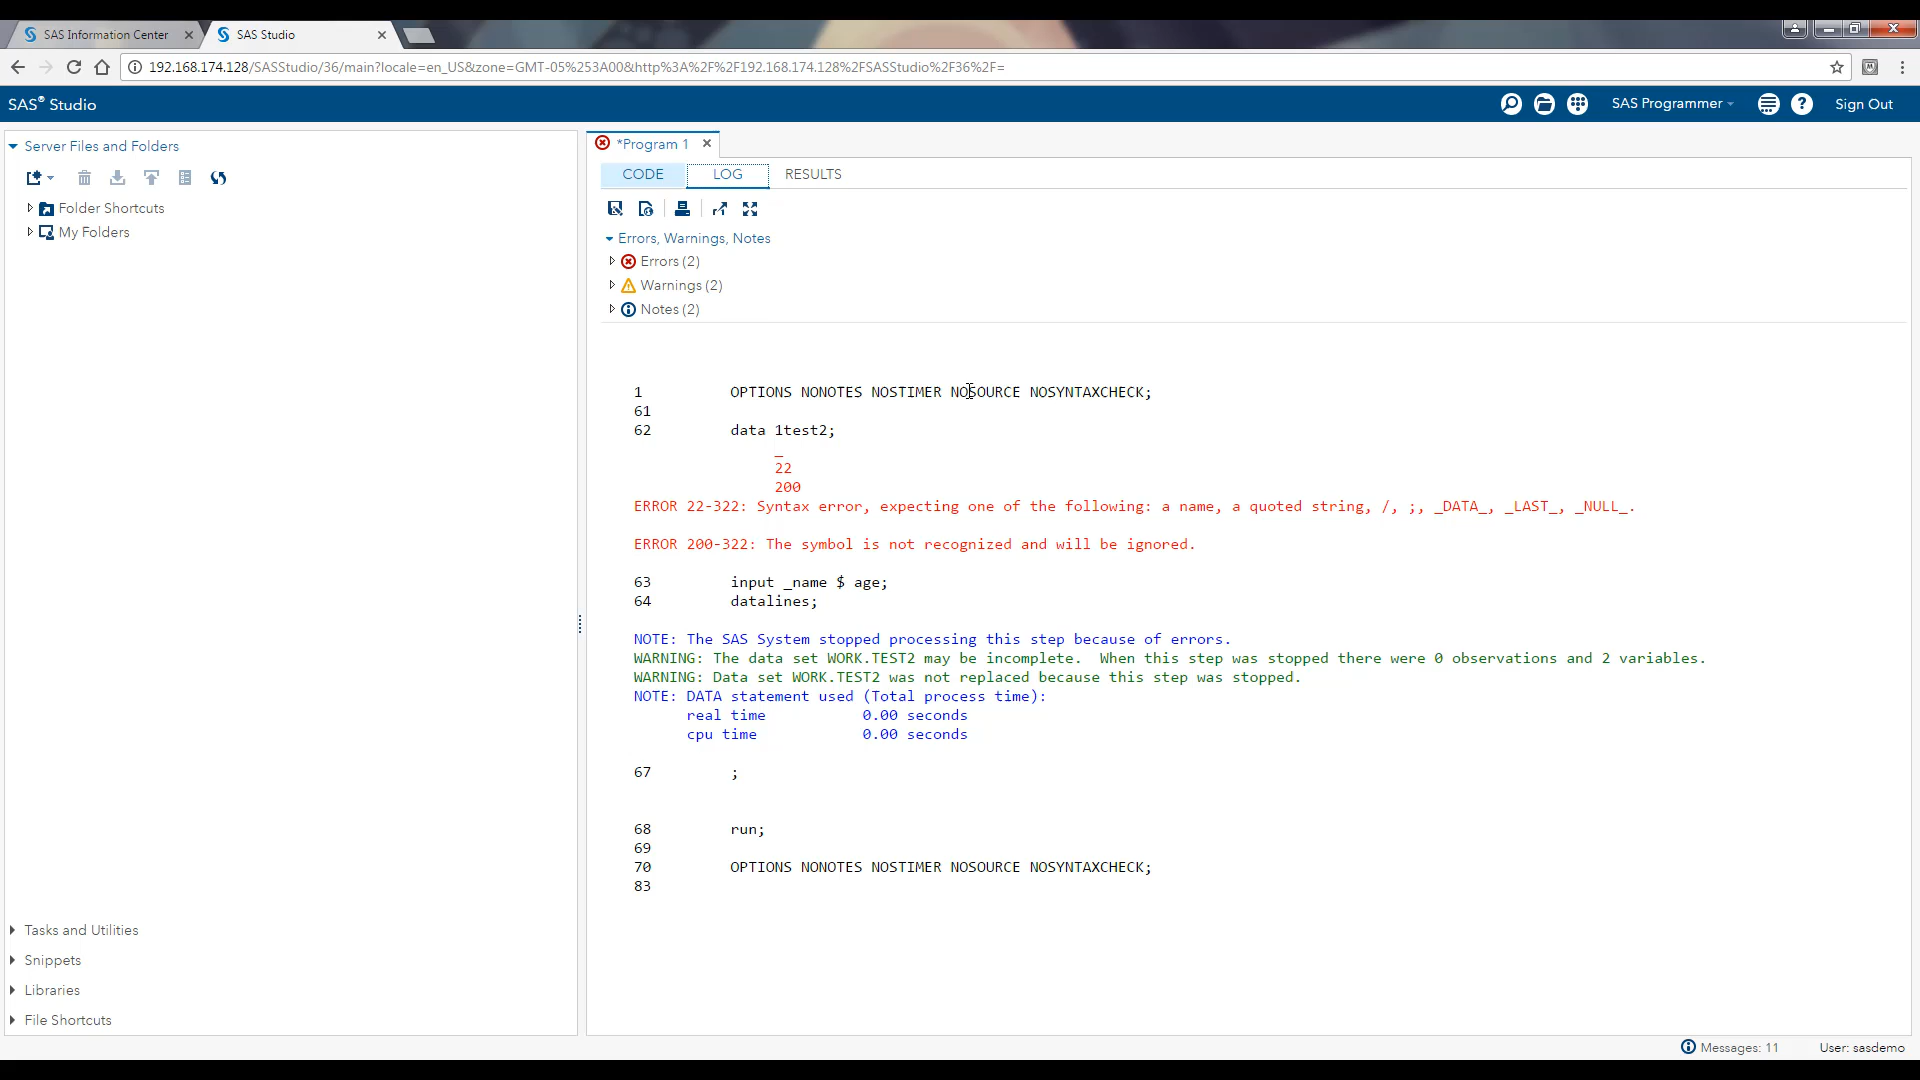 SAS Information Center
SAS Studio
192.168.174.128/SASStudio/36/main?locale=en_US&zone=GMT-05%253A00&http%3A%2F%2F192.168.174.128%2FSASStudio%2F36%2F=
SAS® Studio
SAS Programmer
Sign Out
Server Files and Folders
Folder Shortcuts
My Folders
Tasks and Utilities
Snippets
Libraries
File Shortcuts
*Program 1
CODE LOG RESULTS
Errors, Warnings, Notes
Errors (2)
Warnings (2)
Notes (2)
1 OPTIONS NONOTES NOSTIMER NOSOURCE NOSYNTAXCHECK;
61
62 data 1test2;
_
22
200
ERROR 22-322: Syntax error, expecting one of the following: a name, a quoted string, /, ;, _DATA_, _LAST_, _NULL_.
ERROR 200-322: The symbol is not recognized and will be ignored.
63 input _name $ age;
64 datalines;
NOTE: The SAS System stopped processing this step because of errors.
WARNING: The data set WORK.TEST2 may be incomplete.  When this step was stopped there were 0 observations and 2 variables.
WARNING: Data set WORK.TEST2 was not replaced because this step was stopped.
NOTE: DATA statement used (Total process time):
real time 0.00 seconds
cpu time 0.00 seconds
67 ;
68 run;
69
70 OPTIONS NONOTES NOSTIMER NOSOURCE NOSYNTAXCHECK;
83
Messages: 11
User: sasdemo